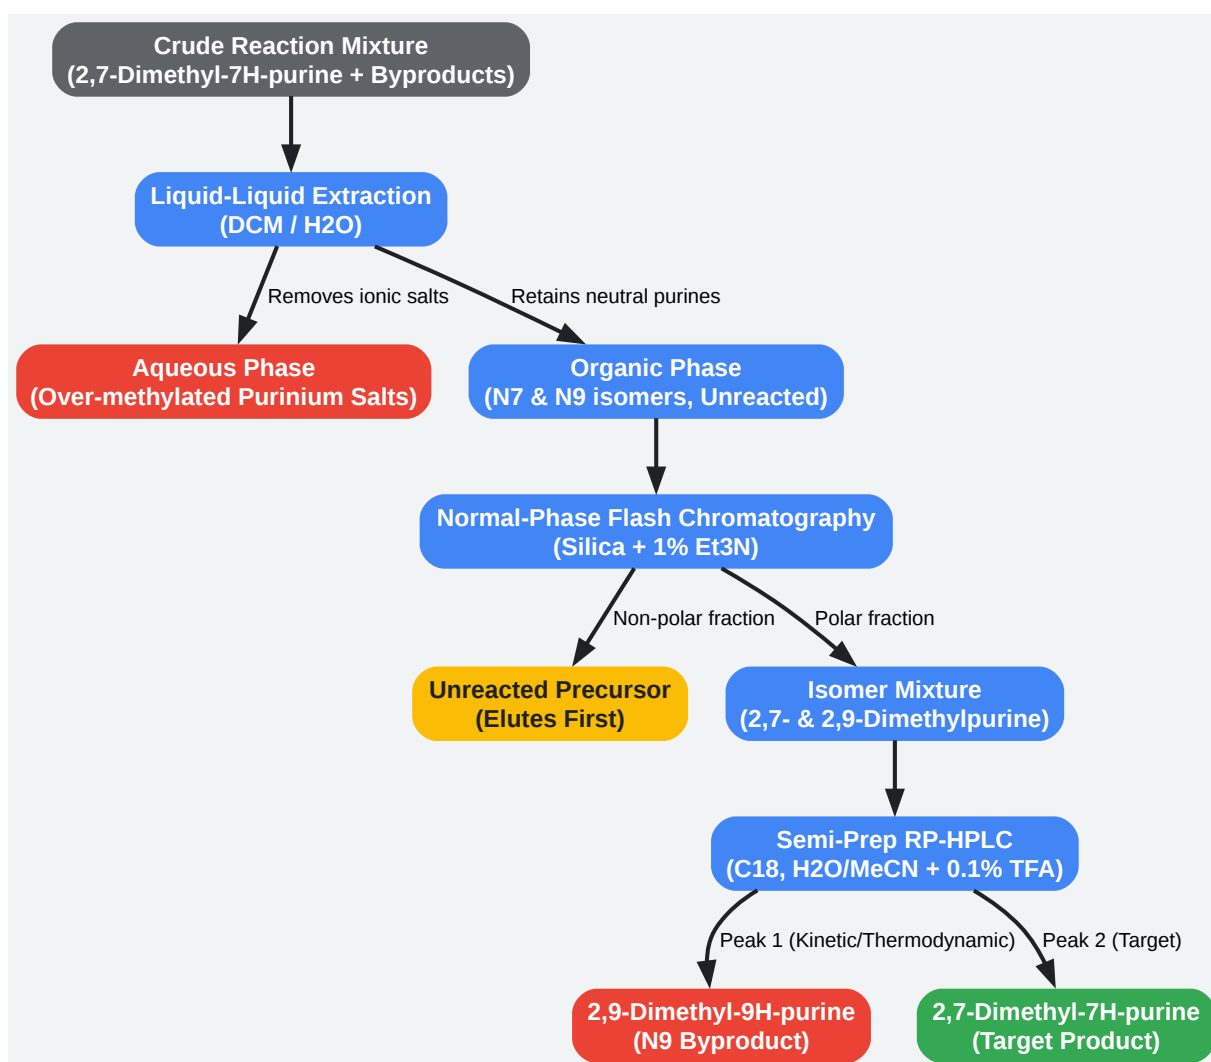 Crude Reaction Mixture
(2,7-Dimethyl-7H-purine + Byproducts)
Liquid-Liquid Extraction
(DCM / H2O)
Removes ionic salts
Retains neutral purines
Aqueous Phase
(Over-methylated Purinium Salts)
Organic Phase
(N7 & N9 isomers, Unreacted)
Normal-Phase Flash Chromatography
(Silica + 1% Et3N)
Non-polar fraction
Polar fraction
Unreacted Precursor
(Elutes First)
Isomer Mixture
(2,7- & 2,9-Dimethylpurine)
Semi-Prep RP-HPLC
(C18, H2O/MeCN + 0.1% TFA)
Peak 1 (Kinetic/Thermodynamic)
Peak 2 (Target)
2,9-Dimethyl-9H-purine
(N9 Byproduct)
2,7-Dimethyl-7H-purine
(Target Product)